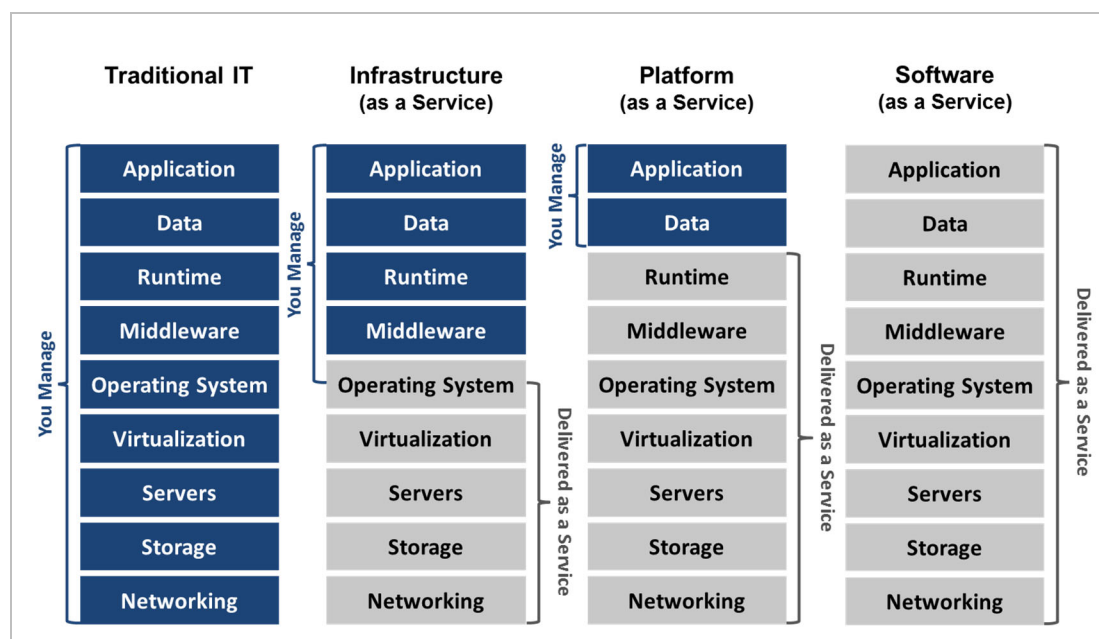 Traditional IT
Infrastructure
(as a Service)
Platform
(as a Service)
Software
(as a Service)
You Manage
Application
Data
Runtime
Middleware
Operating System
Virtualization
Servers
Storage
Networking
You Manage
Application
Data
Runtime
Middleware
Operating System
Virtualization
Servers
Storage
Networking
Delivered as a Service
You Manage
Application
Data
Runtime
Middleware
Operating System
Virtualization
Servers
Storage
Networking
Delivered as a Service
Application
Data
Runtime
Middleware
Operating System
Virtualization
Servers
Storage
Networking
Delivered as a Service